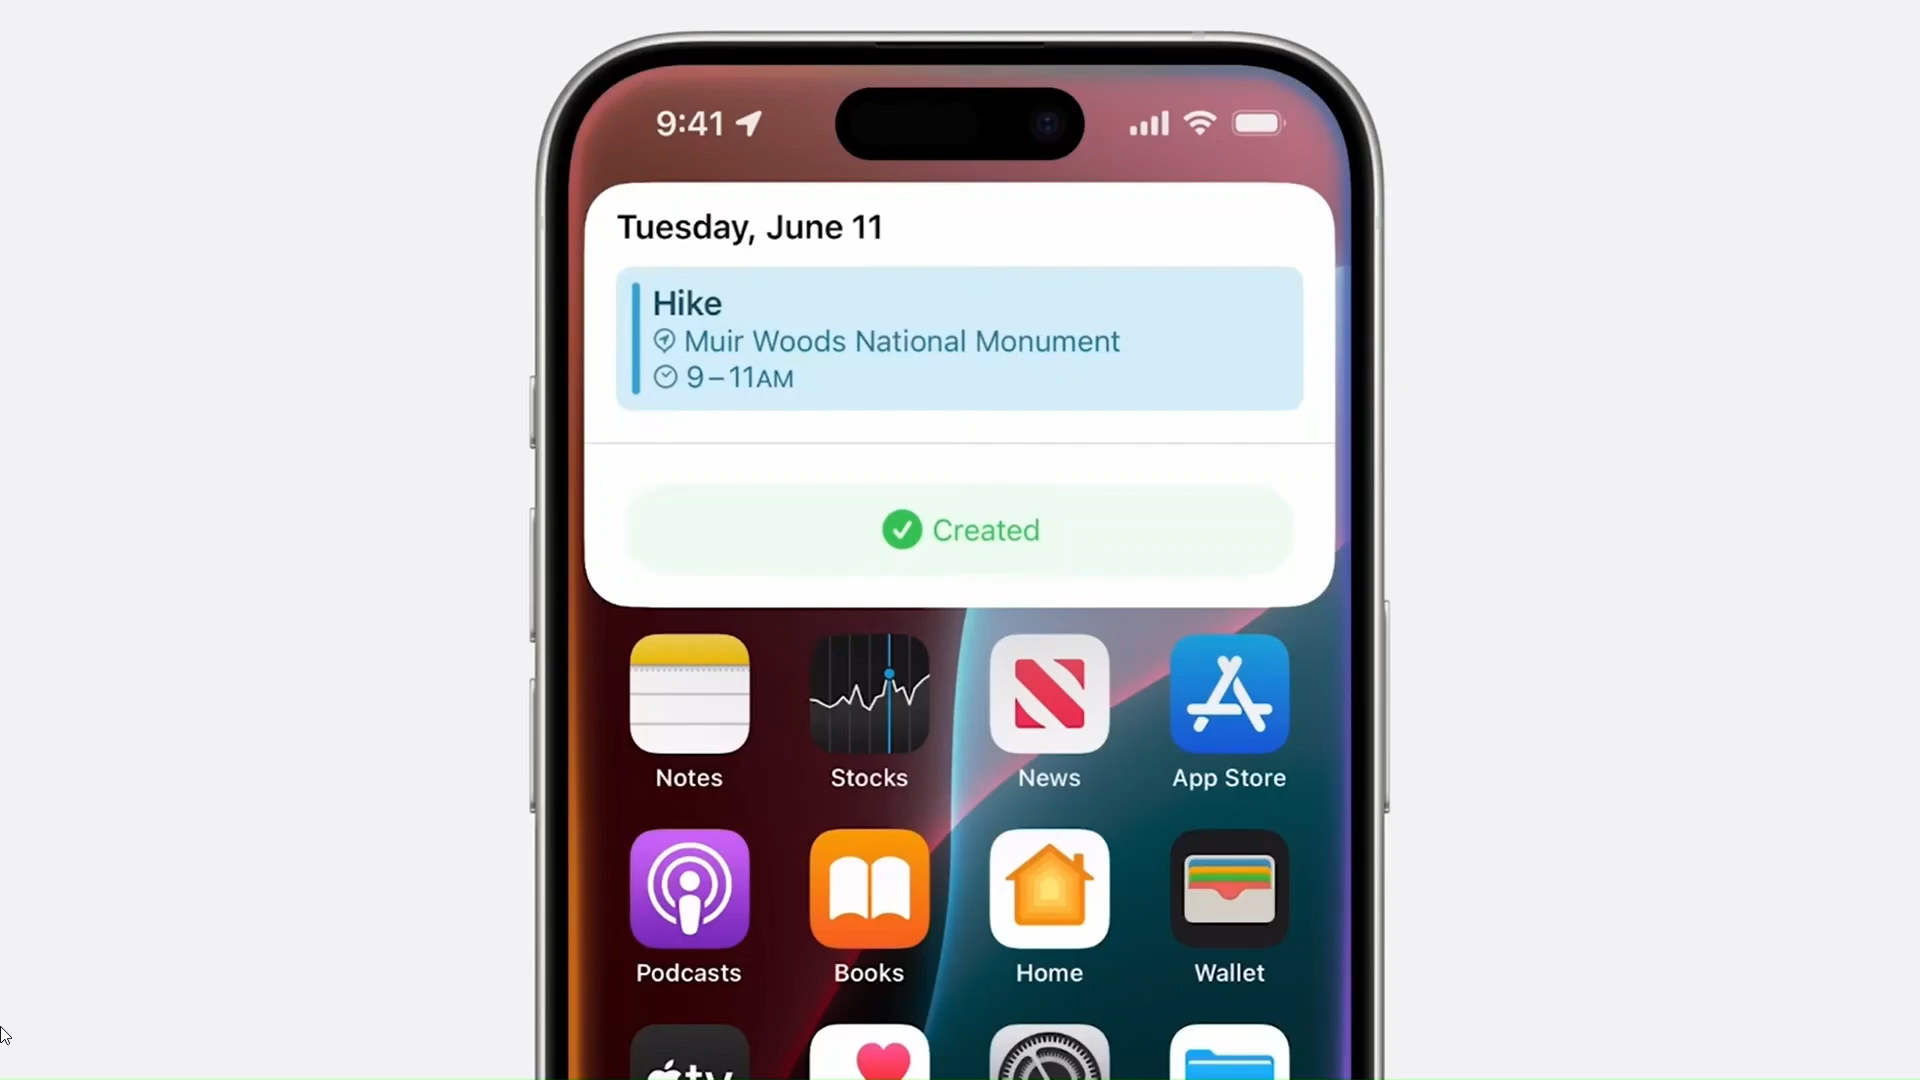 9:41
Tuesday, June 11
Hike
Muir Woods National Monument
9–11AM
Created
Notes Stocks News App Store
Podcasts Books Home Wallet
tv